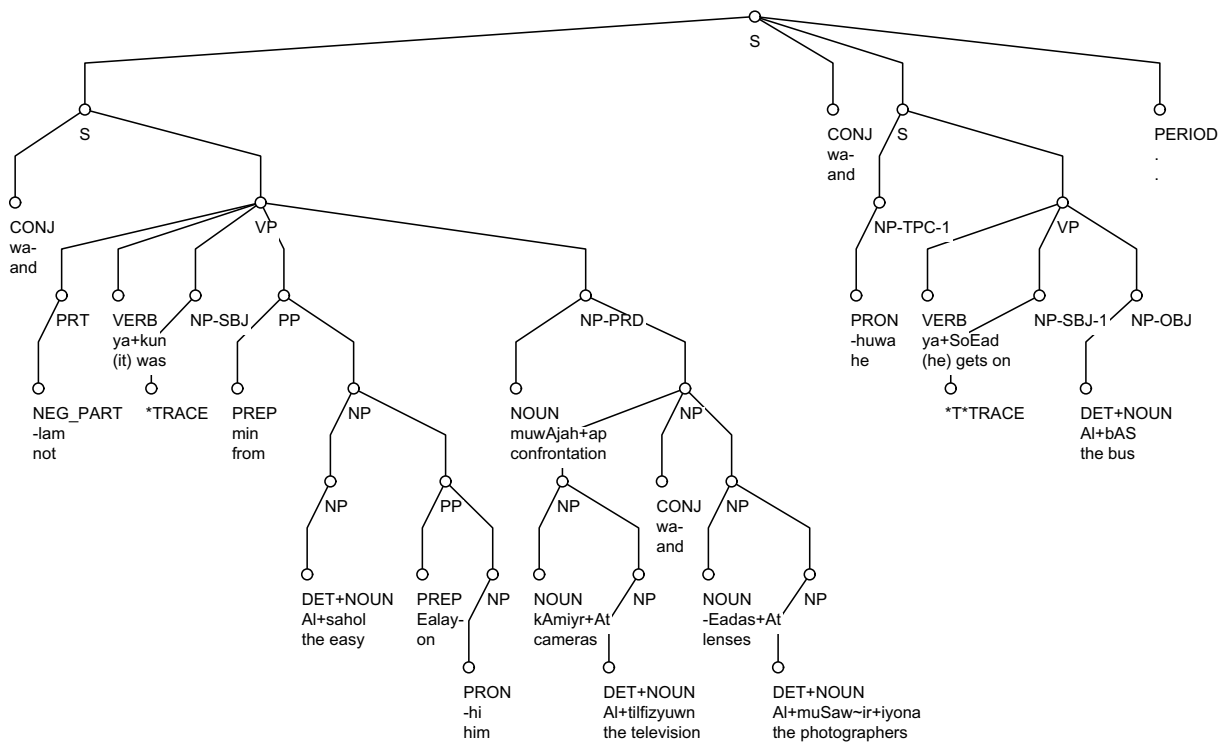 S
S
CONJ
wa-
and
S
PERIOD
.
.
CONJ
wa-
and
VP
NP-TPC-1
VP
PRT
VERB
ya+kun
(it) was
NP-SBJ
PP
NP-PRD
PRON
-huwa
he
VERB
ya+SoEad
(he) gets on
NP-SBJ-1
NP-OBJ
NEG_PART
-lam
not
*TRACE
PREP
min
from
NP
NOUN
muwAjah+ap
confrontation
NP
*T*TRACE
DET+NOUN
Al+bAS
the bus
NP
PP
NP
CONJ
wa-
and
NP
DET+NOUN
Al+sahol
the easy
PREP
Ealay-
on
NP
NOUN
kAmiyr+At
cameras
NP
NOUN
-Eadas+At
lenses
NP
PRON
-hi
him
DET+NOUN
Al+tilfizyuwn
the television
DET+NOUN
Al+muSaw~ir+iyona
the photographers